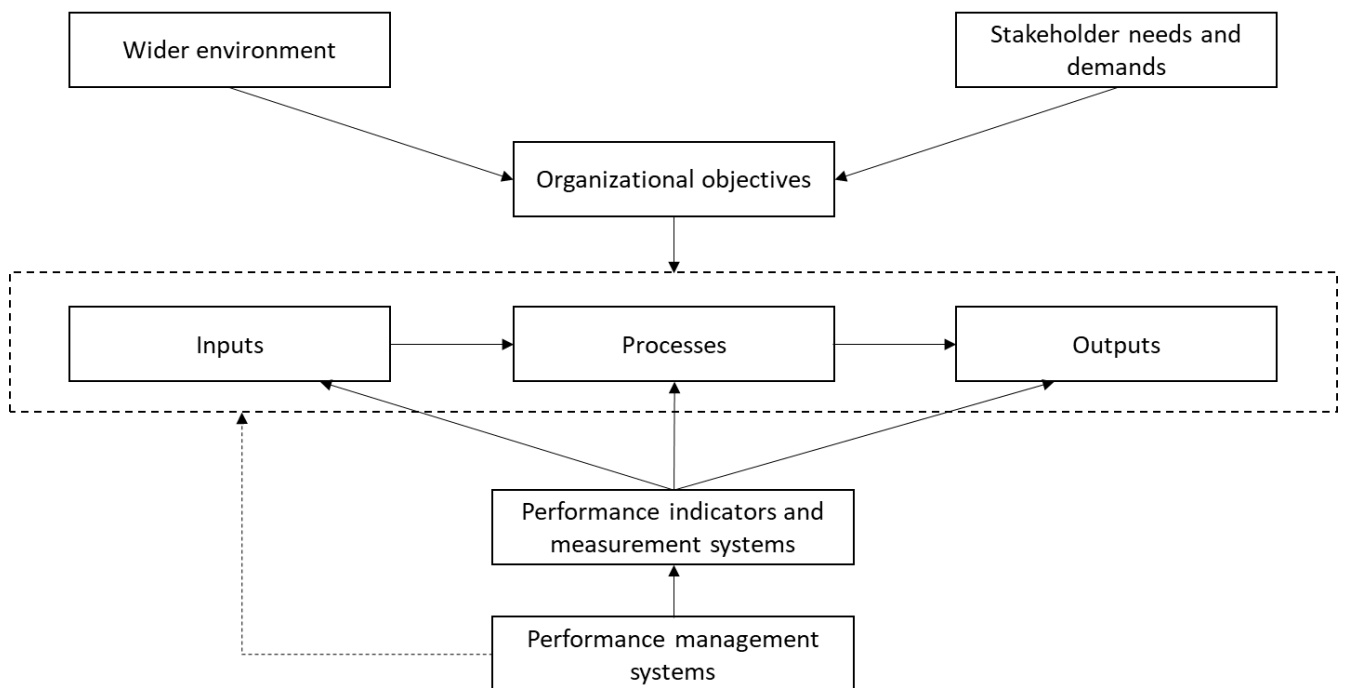 Wider environment
Stakeholder needs and
demands
Organizational objectives
Inputs
Processes
Outputs
Performance indicators and
measurement systems
Performance management
systems